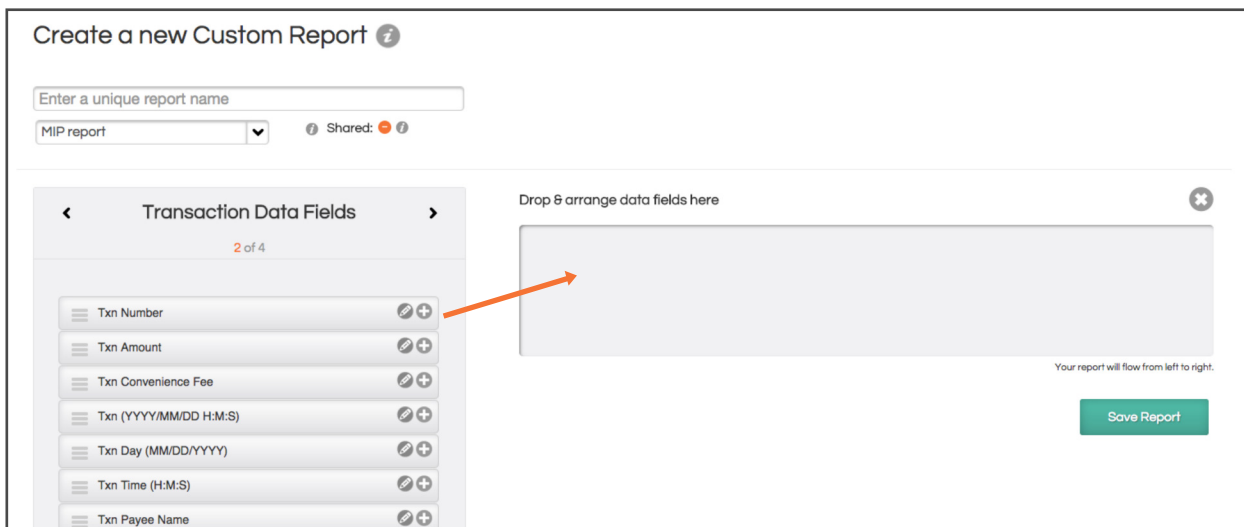 Create a new Custom Report
Enter a unique report name
MIP report
Shared:
Transaction Data Fields
2 of 4
Txn Number
Txn Amount
Txn Convenience Fee
Txn (YYYY/MM/DD H:M:S)
Txn Day (MM/DD/YYYY)
Txn Time (H:M:S)
Txn Payee Name
Drop & arrange data fields here
Your report will flow from left to right.
Save Report